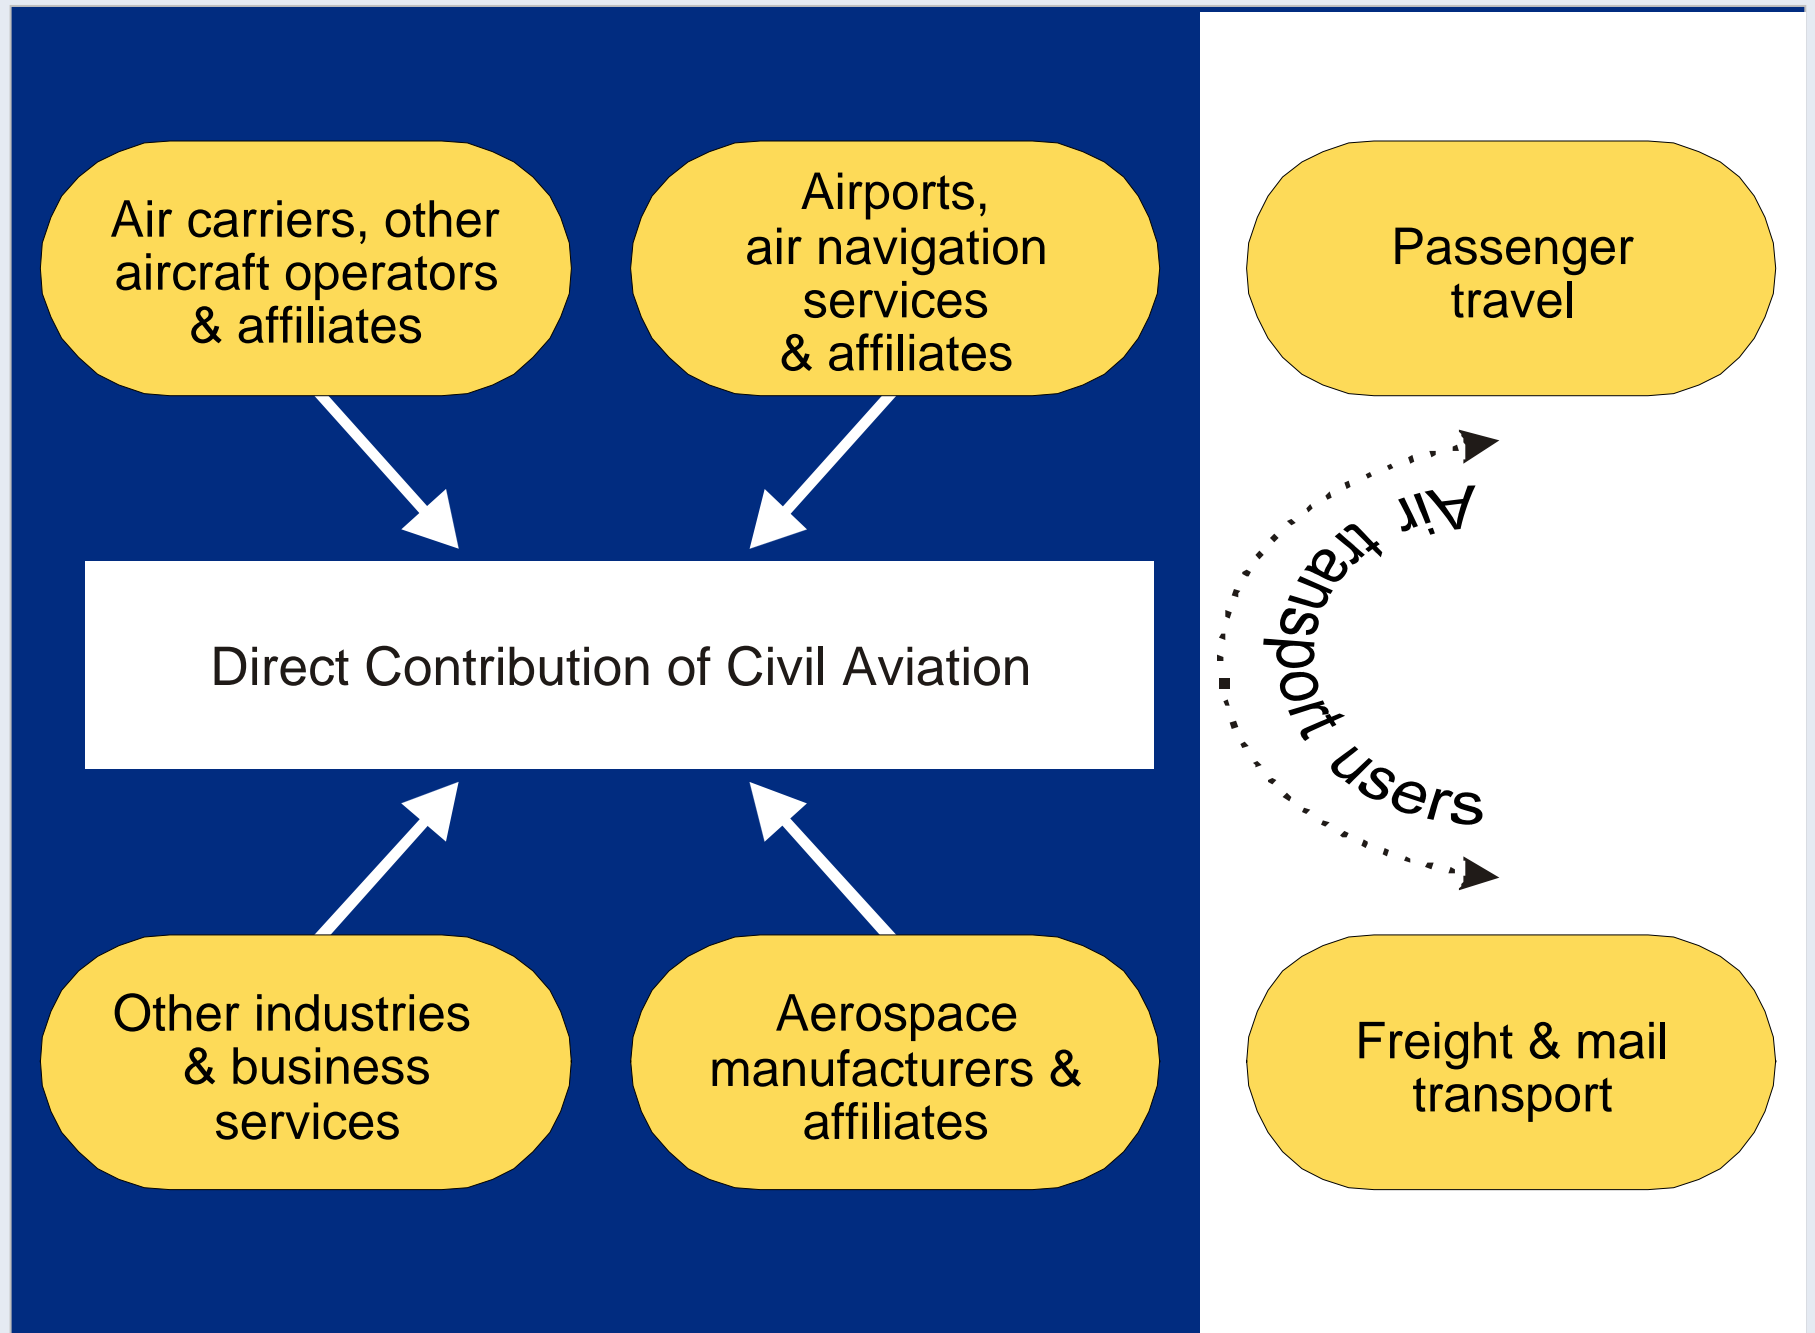 Air carriers, other
aircraft operators
& affiliates
Airports,
air navigation
services
& affiliates
Passenger
travel
Direct Contribution of Civil Aviation
Air transport users
Other industries
& business
services
Aerospace
manufacturers &
affiliates
Freight & mail
transport